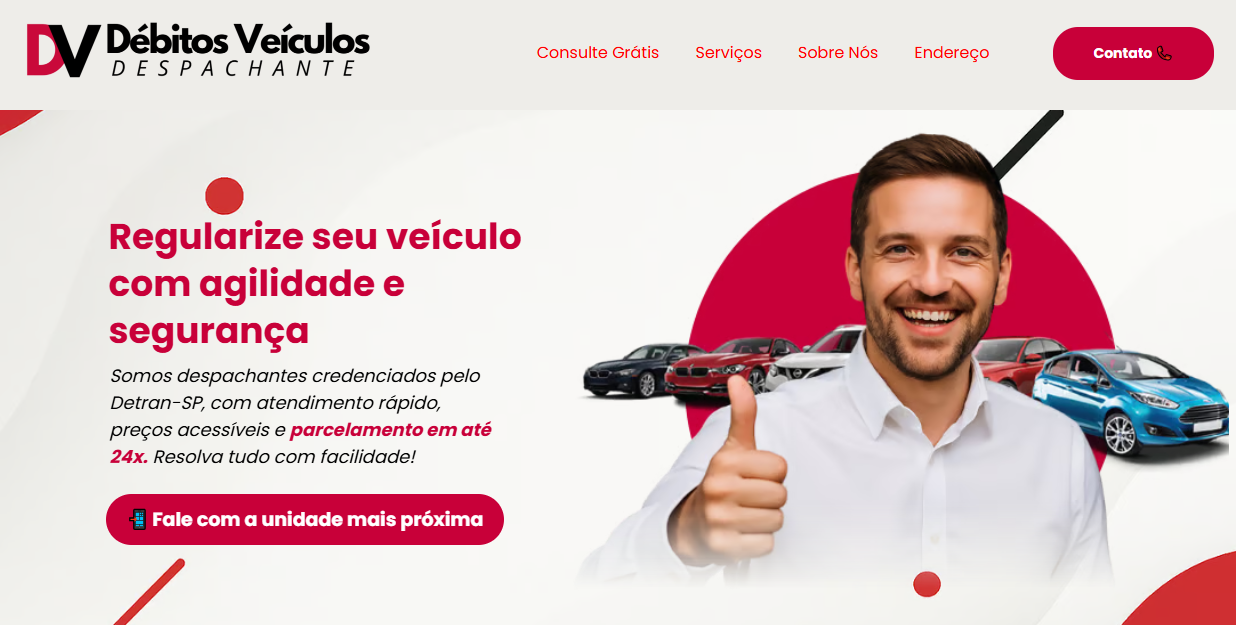 DV Débitos Veículos
DESPACHANTE
Consulte Grátis
Serviços
Sobre Nós
Endereço
Contato
Regularize seu veículo
com agilidade e
segurança
Somos despachantes credenciados pelo
Detran-SP, com atendimento rápido,
preços acessíveis e parcelamento em até
24x. Resolva tudo com facilidade!
Fale com a unidade mais próxima